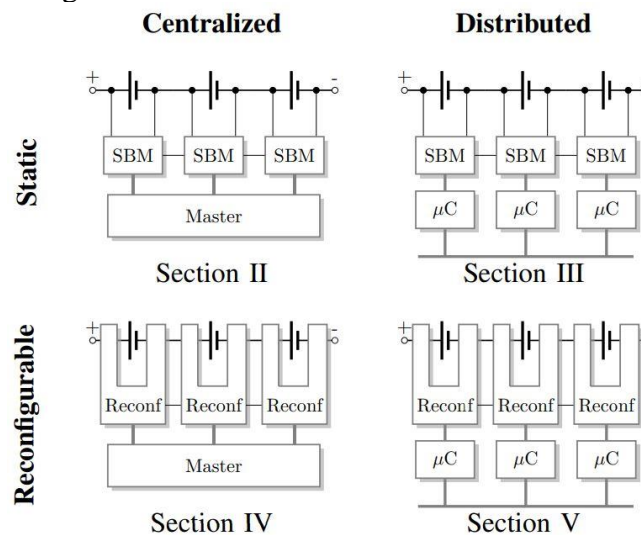 Centralized Distributed
Static
+ -
SBM SBM SBM
Master
Section II
+
SBM SBM SBM
μC μC μC
Section III
Reconfigurable
+ -
Reconf Reconf Reconf
Master
Section IV
+
Reconf Reconf Reconf
μC μC μC
Section V